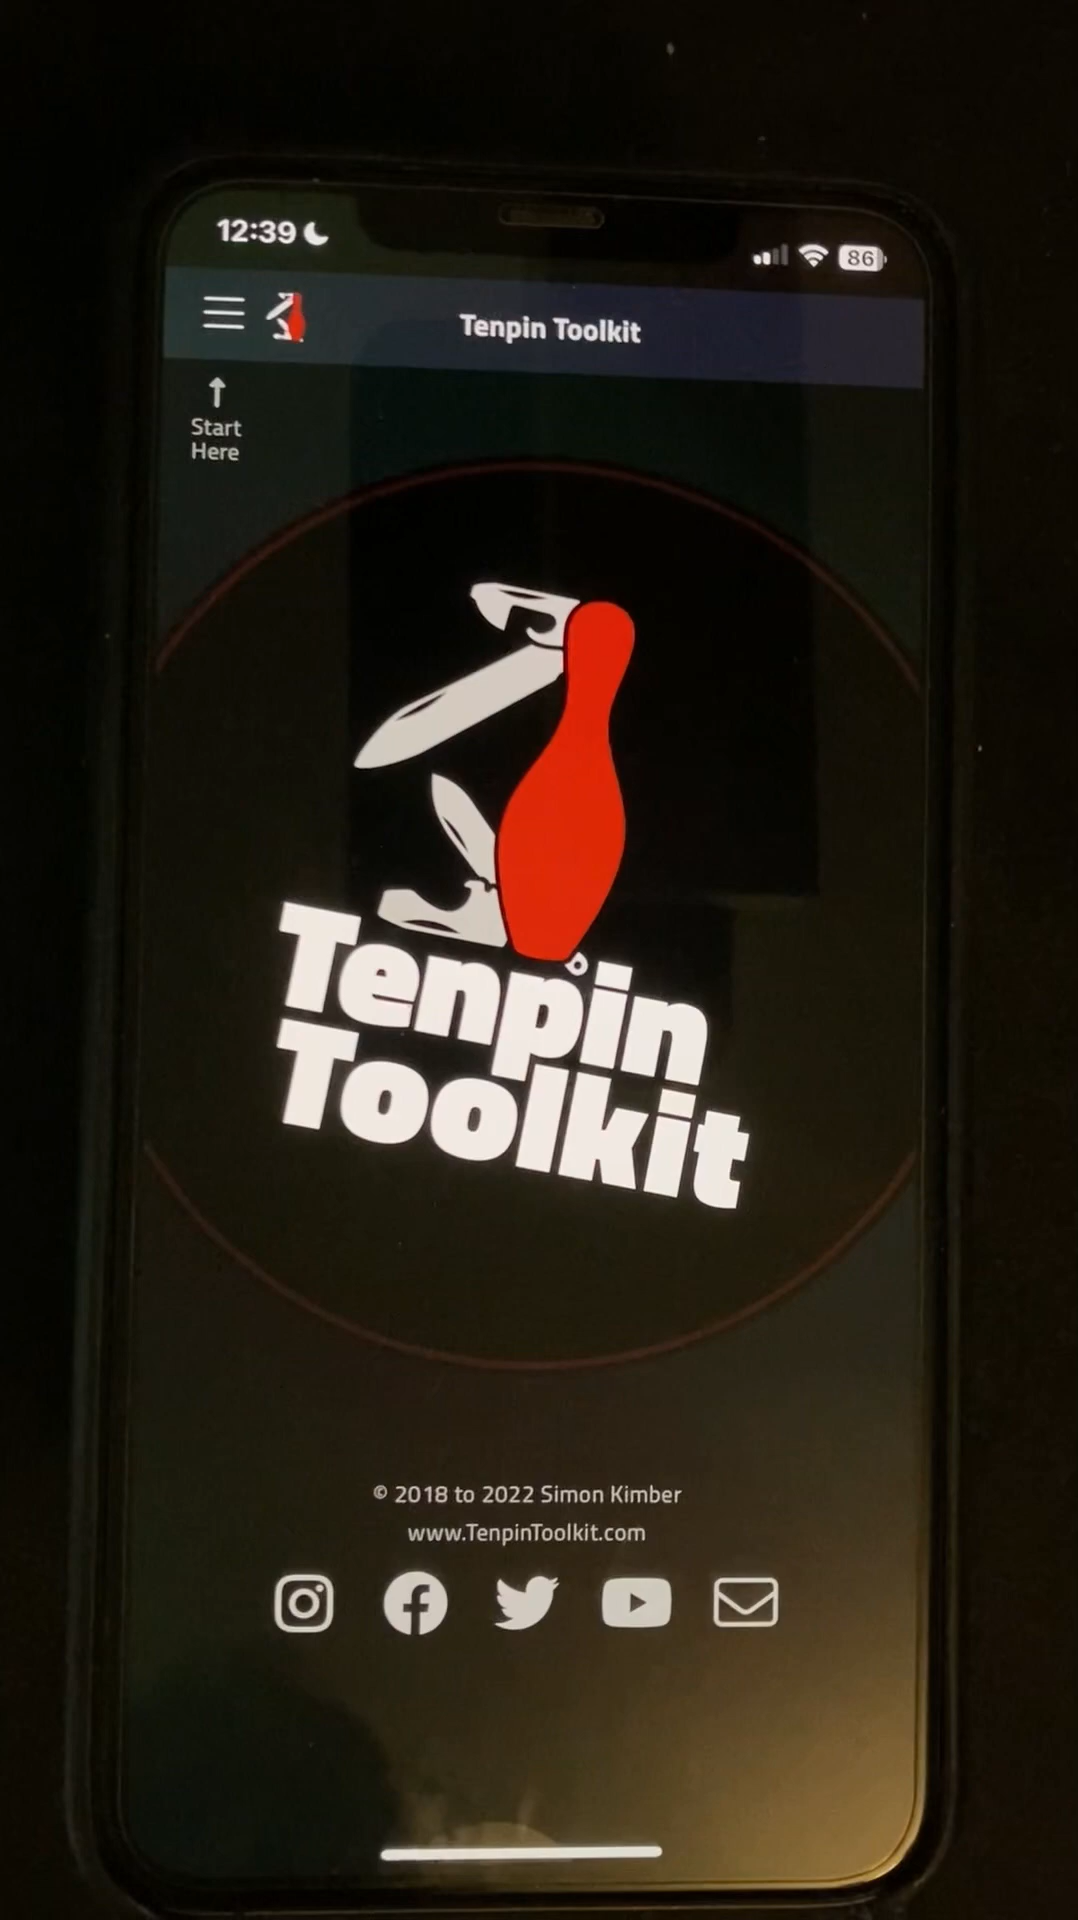 12:39
86
Tenpin Toolkit
↑
Start
Here
Tenpin
Toolkit
© 2018 to 2022 Simon Kimber
www.TenpinToolkit.com